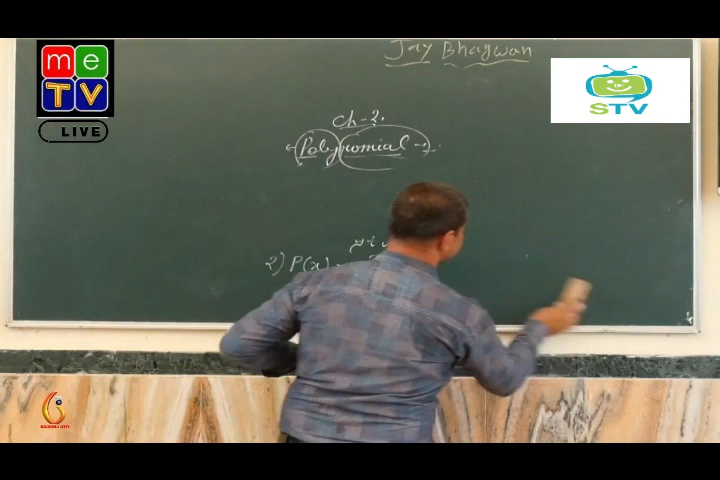 Jay Bhagwan
me
TV
LIVE
STV
Ch-2.
Polynomial
2) P(x)